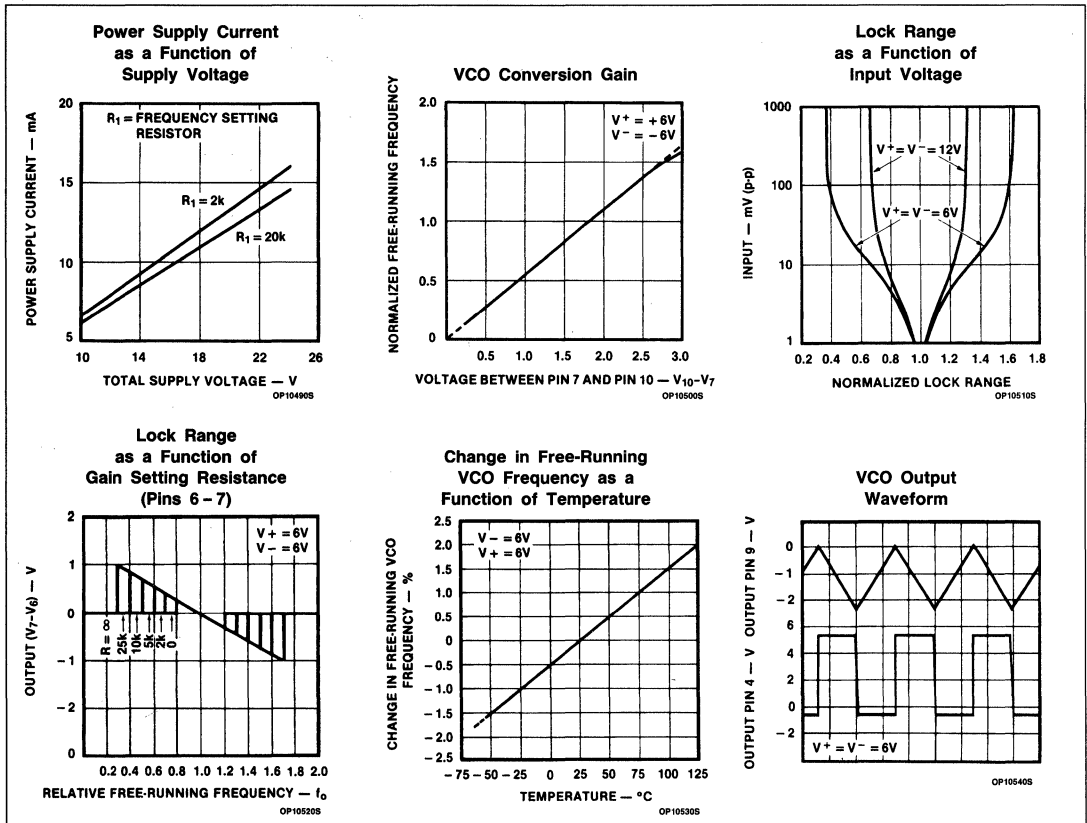 Power Supply Current
as a Function of
Supply Voltage
POWER SUPPLY CURRENT — mA
20
15
10
5
R1 = FREQUENCY SETTING
RESISTOR
R1 = 2k
R1 = 20k
10 14 18 22 26
TOTAL SUPPLY VOLTAGE — V
OP10490S
VCO Conversion Gain
NORMALIZED FREE-RUNNING FREQUENCY
2.0
1.5
1.0
0.5
0
V+ = +6V
V− = −6V
0.5 1.0 1.5 2.0 2.5 3.0
VOLTAGE BETWEEN PIN 7 AND PIN 10 — V10–V7
OP10500S
Lock Range
as a Function of
Input Voltage
INPUT — mV (p-p)
1000
100
10
1
V+ = V− = 12V
V+ = V− = 6V
0.2 0.4 0.6 0.8 1.0 1.2 1.4 1.6 1.8
NORMALIZED LOCK RANGE
OP10510S
Lock Range
as a Function of
Gain Setting Resistance
(Pins 6 – 7)
OUTPUT (V7–V6) — V
2
1
0
−1
−2
0
V + = 6V
V − = 6V
R = ∞
25k
10k
5k
2k
0
0.2 0.4 0.6 0.8 1.0 1.2 1.4 1.6 1.8 2.0
RELATIVE FREE-RUNNING FREQUENCY — fo
OP10520S
Change in Free-Running
VCO Frequency as a
Function of Temperature
CHANGE IN FREE-RUNNING VCO
FREQUENCY — %
2.5
2.0
1.5
1.0
0.5
0
−0.5
−1.0
−1.5
−2.0
−2.5
V − = 6V
V + = 6V
−75 −50 −25 0 25 50 75 100 125
TEMPERATURE — °C
OP10530S
VCO Output
Waveform
OUTPUT PIN 9 — V
0
−1
−2
OUTPUT PIN 4 — V
6
4
2
0
−2
V+ = V− = 6V
OP10540S